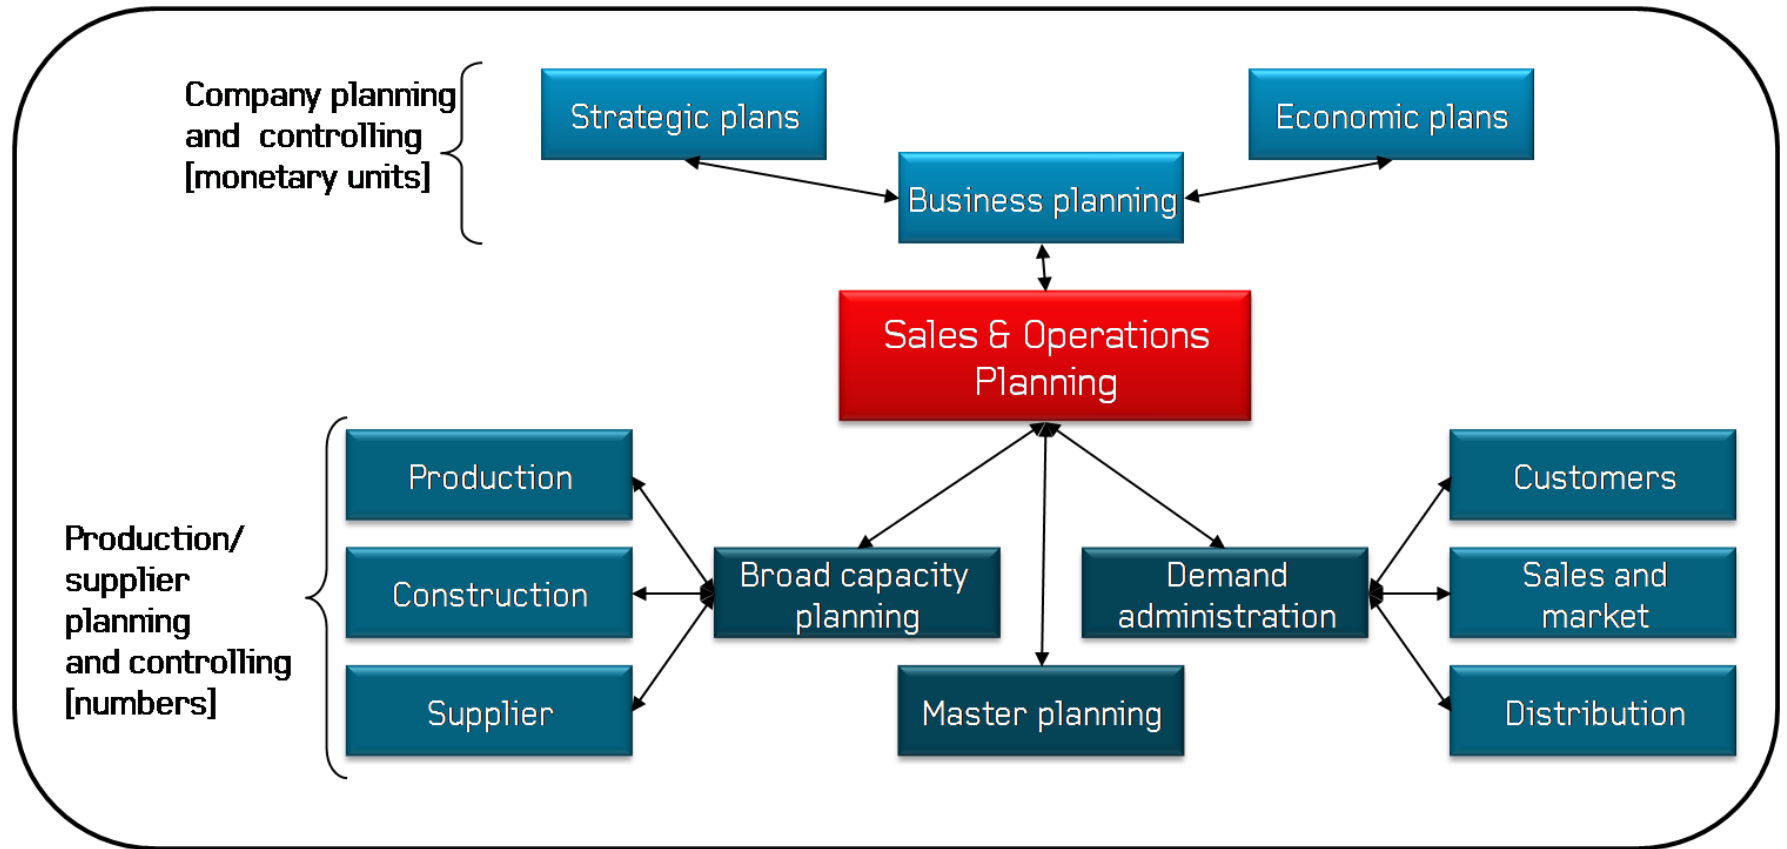 Company planning
and controlling
[monetary units]
Strategic plans
Economic plans
Business planning
Sales & Operations
Planning
Production/
supplier
planning
and controlling
[numbers]
Production
Construction
Supplier
Broad capacity
planning
Master planning
Demand
administration
Customers
Sales and
market
Distribution